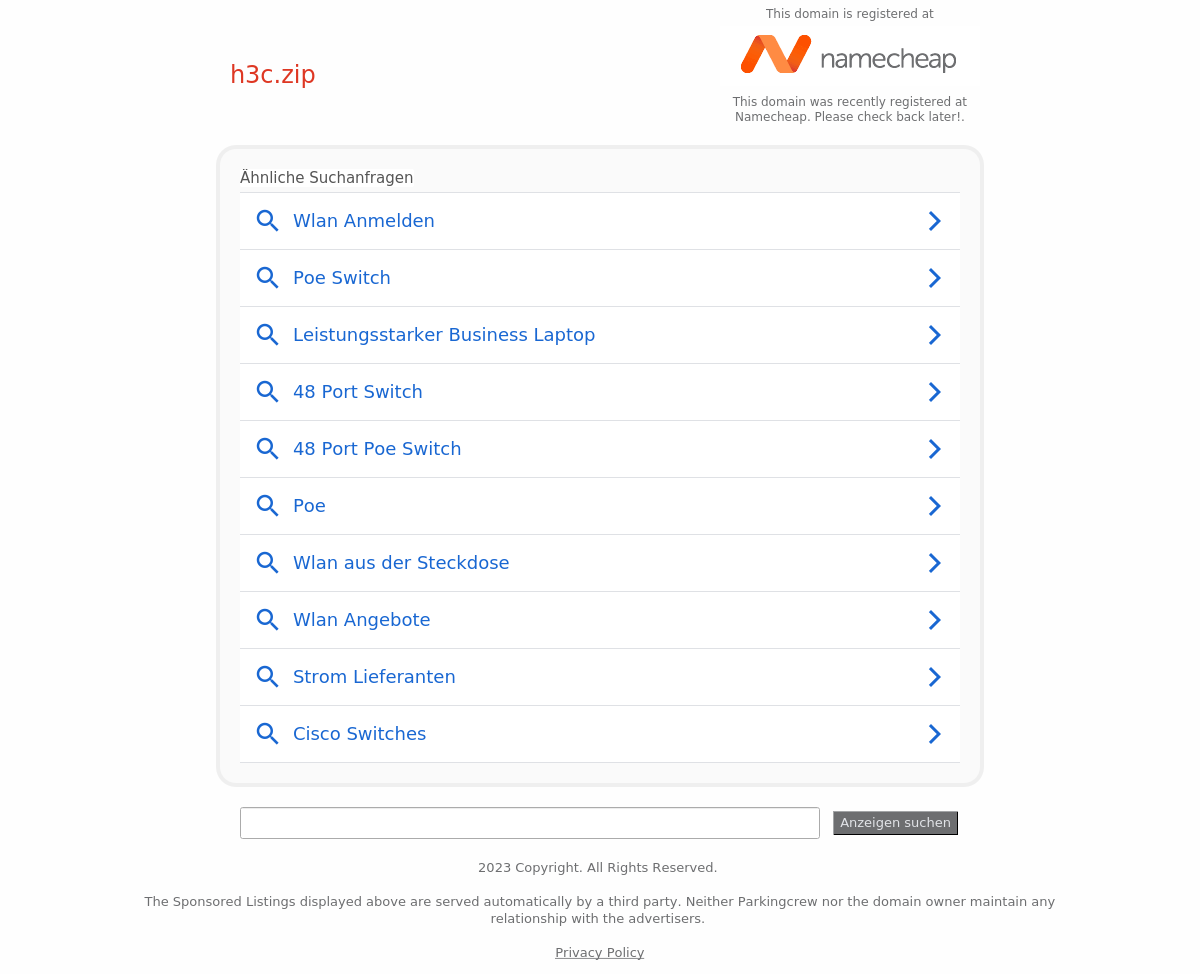 This domain is registered at
namecheap
h3c.zip
This domain was recently registered at
Namecheap. Please check back later!.
Ähnliche Suchanfragen
Wlan Anmelden
Poe Switch
Leistungsstarker Business Laptop
48 Port Switch
48 Port Poe Switch
Poe
Wlan aus der Steckdose
Wlan Angebote
Strom Lieferanten
Cisco Switches
Anzeigen suchen
2023 Copyright. All Rights Reserved.
The Sponsored Listings displayed above are served automatically by a third party. Neither Parkingcrew nor the domain owner maintain any
relationship with the advertisers.
Privacy Policy